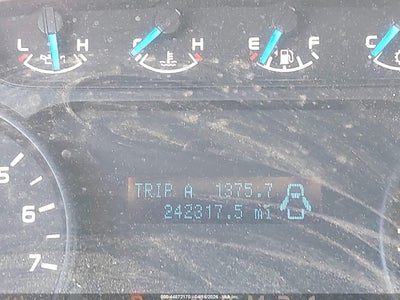 L H C H E F C
5
TRIP A 1375.7
6
242317.5 mi
7